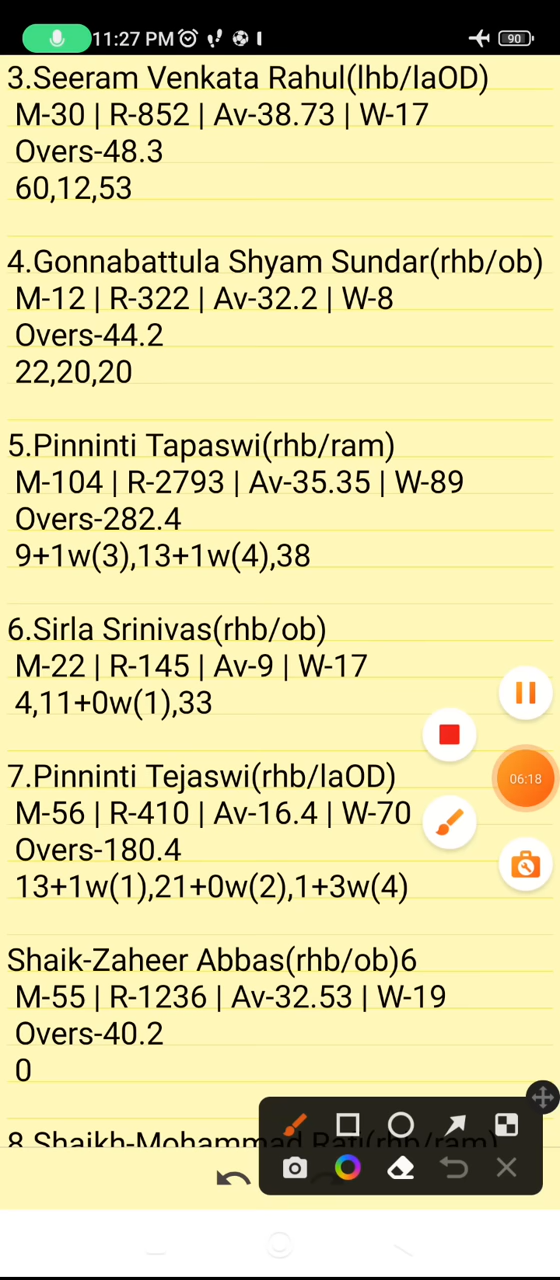 11:27 PM
90
3.Seeram Venkata Rahul(lhb/laOD)
M-30 | R-852 | Av-38.73 | W-17
Overs-48.3
60,12,53
4.Gonnabattula Shyam Sundar(rhb/ob)
M-12 | R-322 | Av-32.2 | W-8
Overs-44.2
22,20,20
5.Pinninti Tapaswi(rhb/ram)
M-104 | R-2793 | Av-35.35 | W-89
Overs-282.4
9+1w(3),13+1w(4),38
6.Sirla Srinivas(rhb/ob)
M-22 | R-145 | Av-9 | W-17
4,11+0w(1),33
06:18
7.Pinninti Tejaswi(rhb/laOD)
M-56 | R-410 | Av-16.4 | W-70
Overs-180.4
13+1w(1),21+0w(2),1+3w(4)
Shaik-Zaheer Abbas(rhb/ob)6
M-55 | R-1236 | Av-32.53 | W-19
Overs-40.2
0
8.Shaikh-Mohammad